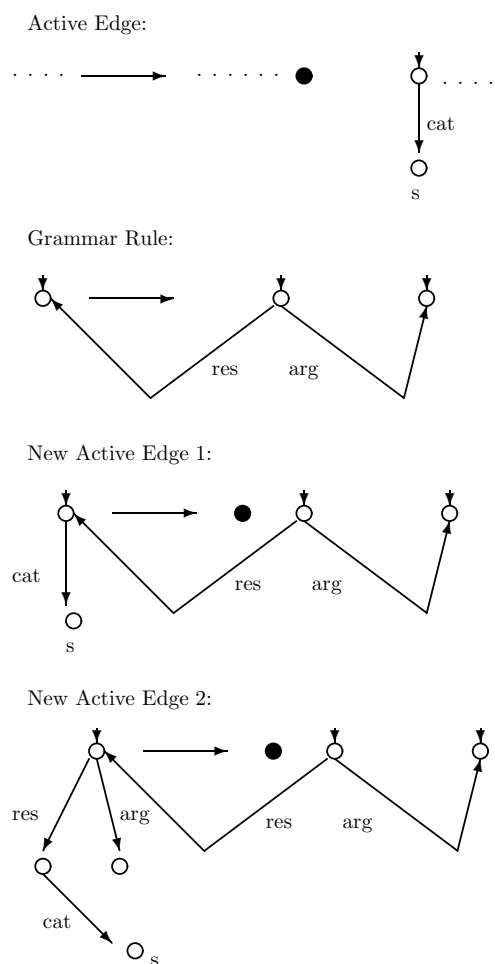 Active Edge:
cat
s
Grammar Rule:
res arg
New Active Edge 1:
cat
res arg
s
New Active Edge 2:
res arg
res arg
cat
s